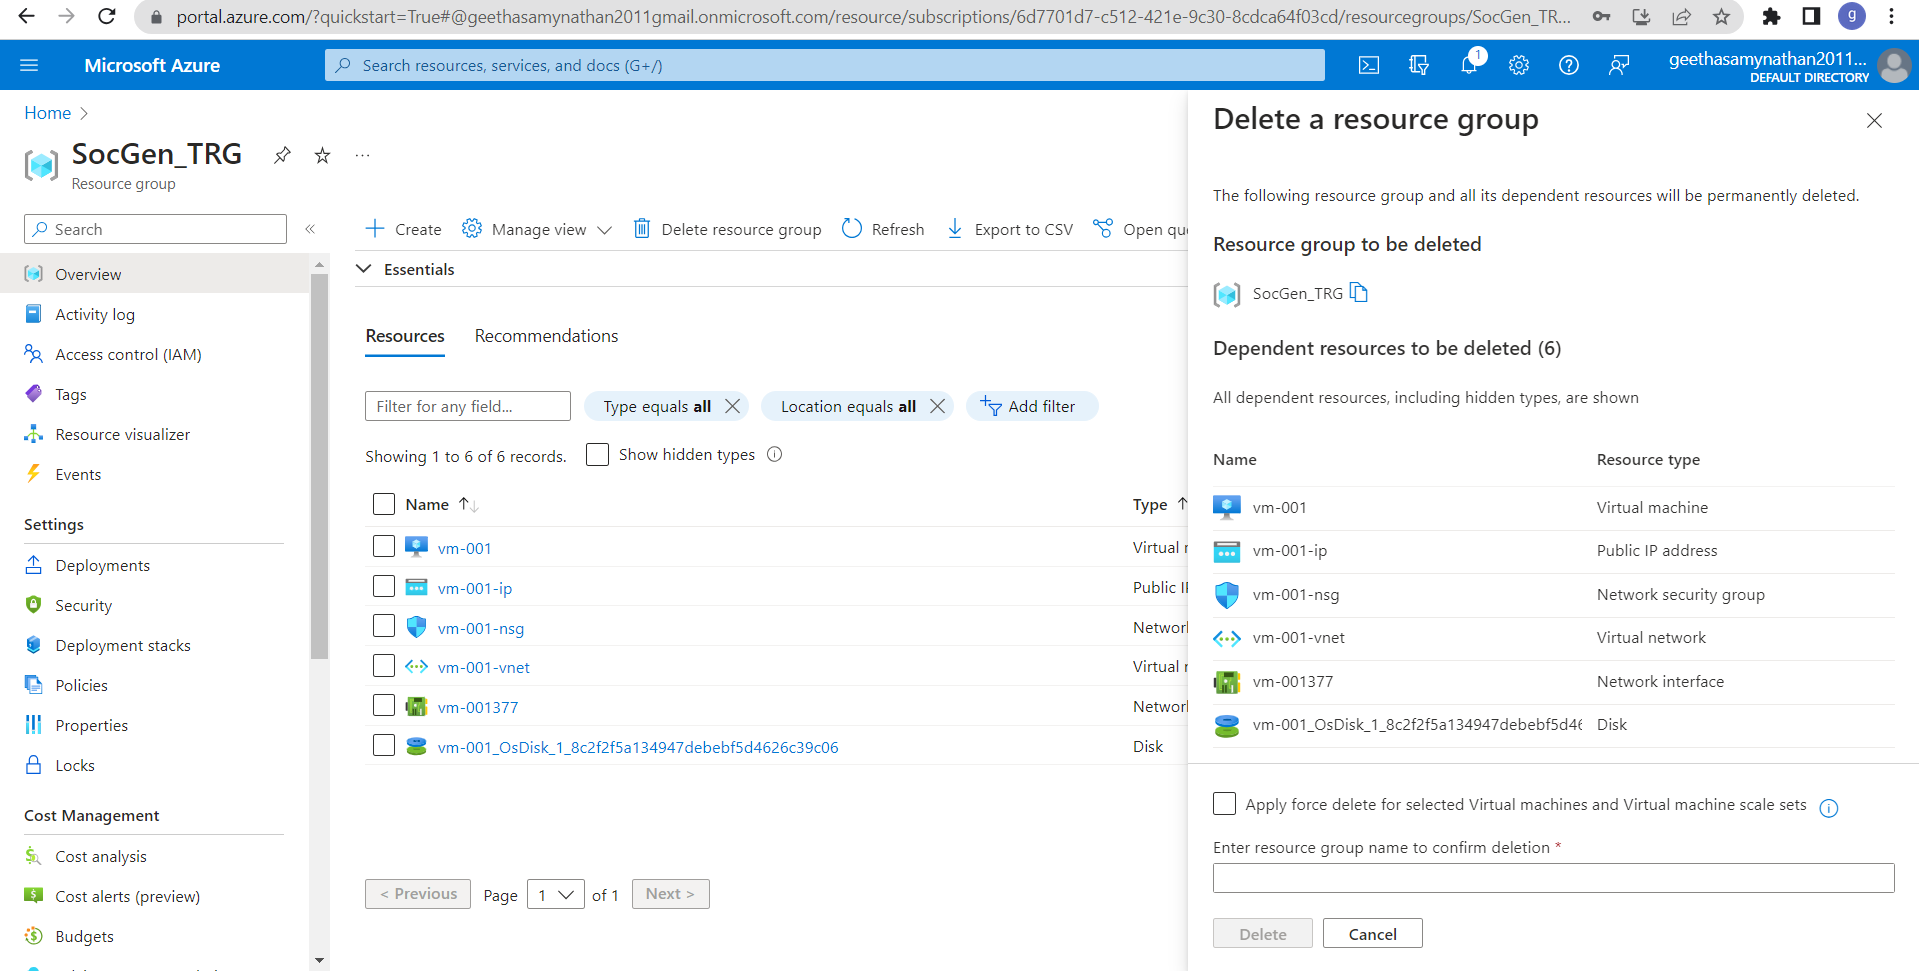 portal.azure.com/?quickstart=True#@geethasamynathan2011gmail.onmicrosoft.com/resource/subscriptions/6d7701d7-c512-421e-9c30-8cdca64f03cd/resourcegroups/SocGen_TR...
g
Microsoft Azure
Search resources, services, and docs (G+/)
1
geethasamynathan2011...
DEFAULT DIRECTORY
Home
SocGen_TRG
Resource group
Search
Overview
Activity log
Access control (IAM)
Tags
Resource visualizer
Events
Settings
Deployments
Security
Deployment stacks
Policies
Properties
Locks
Cost Management
Cost analysis
Cost alerts (preview)
Budgets
Create Manage view Delete resource group Refresh Export to CSV Open qu
Essentials
Resources Recommendations
Filter for any field... Type equals all Location equals all Add filter
Showing 1 to 6 of 6 records. Show hidden types
Name Type
vm-001 Virtual
vm-001-ip Public
vm-001-nsg Network
vm-001-vnet Virtual
vm-001377 Network
vm-001_OsDisk_1_8c2f2f5a134947debebf5d4626c39c06 Disk
< Previous Page 1 of 1 Next >
Delete a resource group
The following resource group and all its dependent resources will be permanently deleted.
Resource group to be deleted
SocGen_TRG
Dependent resources to be deleted (6)
All dependent resources, including hidden types, are shown
Name Resource type
vm-001 Virtual machine
vm-001-ip Public IP address
vm-001-nsg Network security group
vm-001-vnet Virtual network
vm-001377 Network interface
vm-001_OsDisk_1_8c2f2f5a134947debebf5d46 Disk
Apply force delete for selected Virtual machines and Virtual machine scale sets
Enter resource group name to confirm deletion *
Delete Cancel